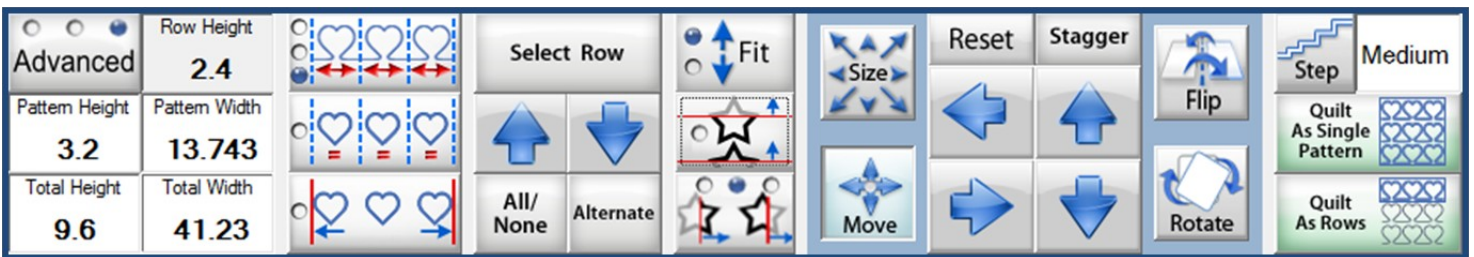 Advanced
Row Height
2.4
Pattern Height
3.2
Pattern Width
13.743
Total Height
9.6
Total Width
41.23
Select Row
All/
None
Alternate
Fit
Size
Move
Reset
Stagger
Flip
Rotate
Step
Medium
Quilt
As Single
Pattern
Quilt
As Rows